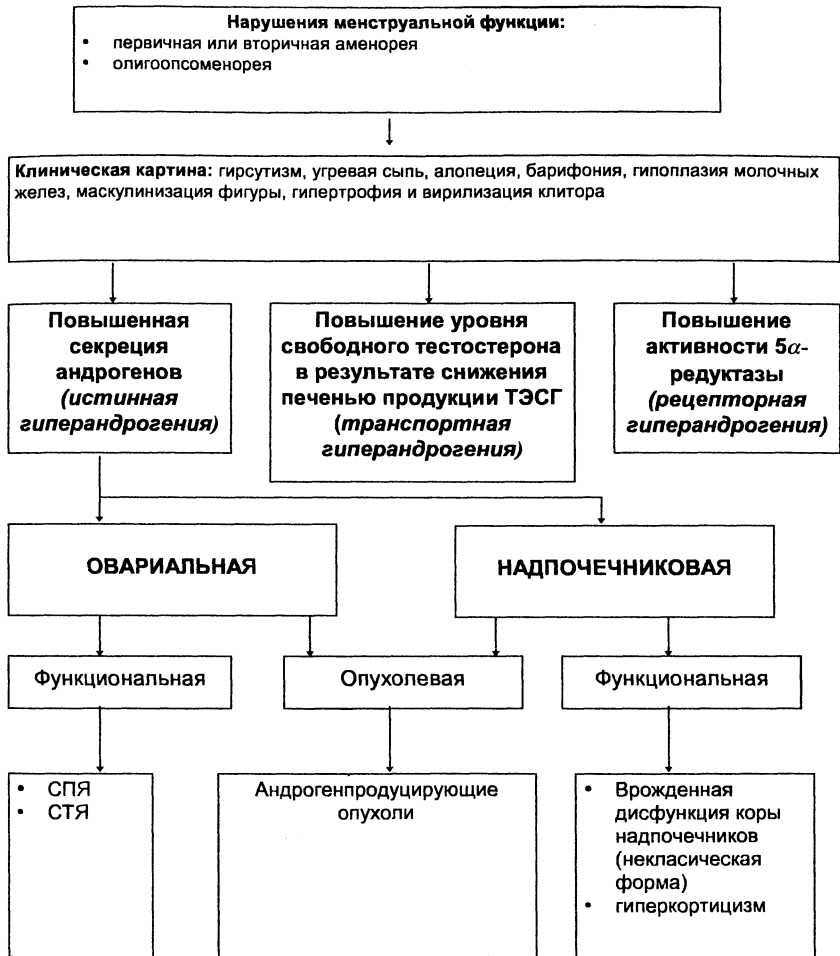 Нарушения менструальной функции:
• первичная или вторичная аменорея
• олигоопсоменорея
Клиническая картина: гирсутизм, угревая сыпь, алопеция, барифония, гипоплазия молочных
желез, маскулинизация фигуры, гипертрофия и вирилизация клитора
Повышенная
секреция
андрогенов
(истинная
гиперандрогения)
Повышение уровня
свободного тестостерона
в результате снижения
печенью продукции ТЭСГ
(транспортная
гиперандрогения)
Повышение
активности 5α-
редуктазы
(рецепторная
гиперандрогения)
ОВАРИАЛЬНАЯ
НАДПОЧЕЧНИКОВАЯ
Функциональная
Опухолевая
Функциональная
• СПЯ
• СТЯ
Андрогенпродуцирующие
опухоли
• Врожденная
дисфункция коры
надпочечников
(некласическая
форма)
• гиперкортицизм